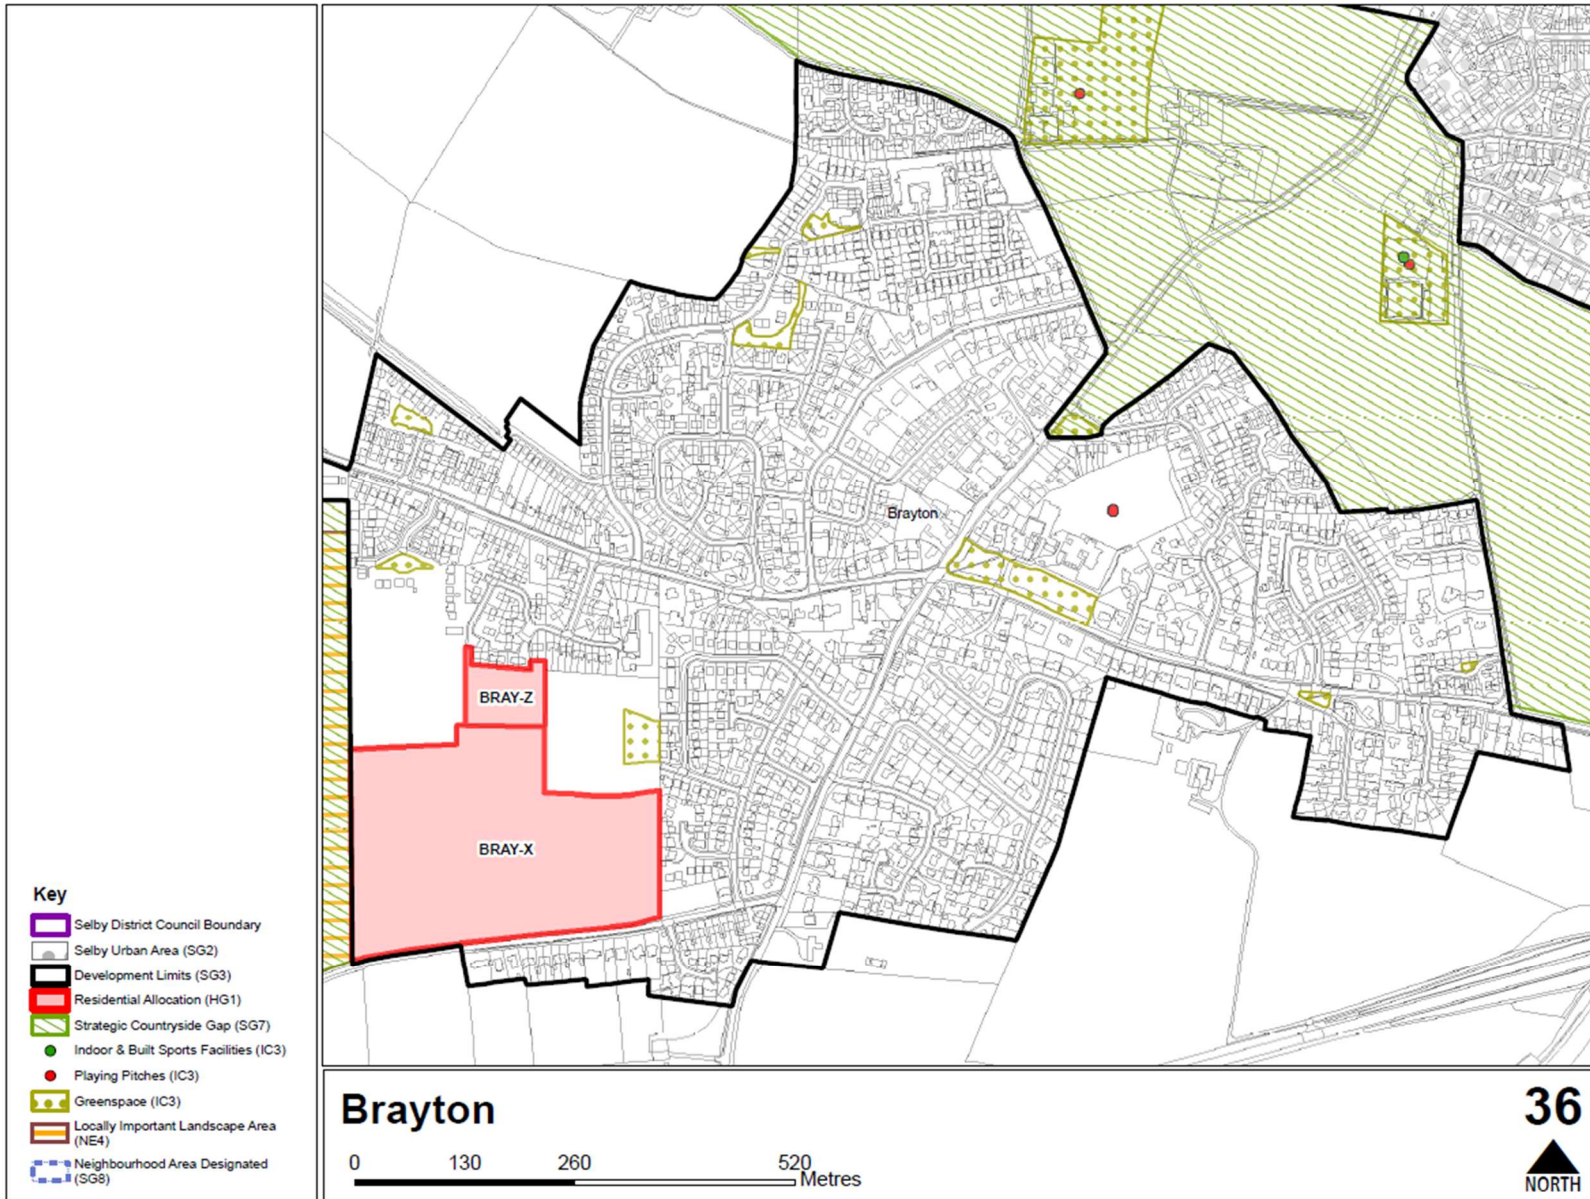 Brayton
BRAY-Z
BRAY-X
Key
Selby District Council Boundary
Selby Urban Area (SG2)
Development Limits (SG3)
Residential Allocation (HG1)
Strategic Countryside Gap (SG7)
Indoor & Built Sports Facilities (IC3)
Playing Pitches (IC3)
Greenspace (IC3)
Locally Important Landscape Area
(NE4)
Neighbourhood Area Designated
(SG8)
Brayton
0 130 260 520
Metres
36
NORTH